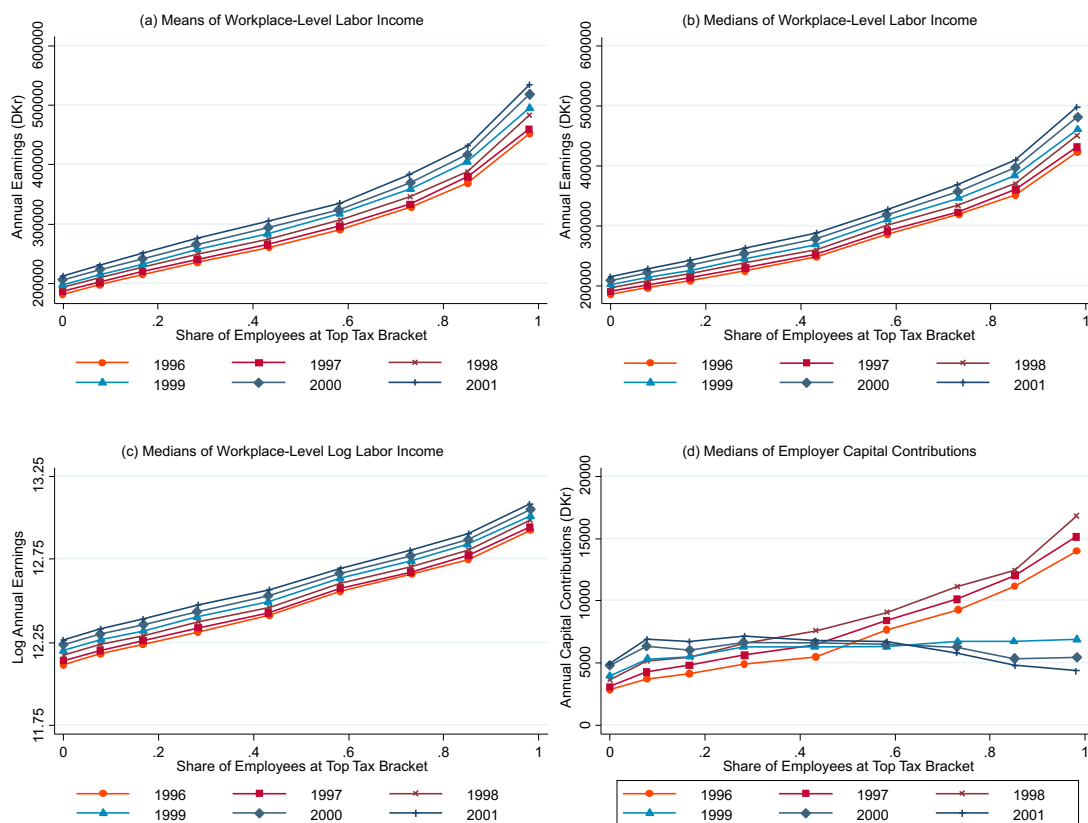 (a) Means of Workplace-Level Labor Income
Annual Earnings (DKr)
600000
500000
400000
300000
200000
0 .2 .4 .6 .8 1
Share of Employees at Top Tax Bracket
1996 1997 1998
1999 2000 2001
(b) Medians of Workplace-Level Labor Income
Annual Earnings (DKr)
600000
500000
400000
300000
200000
0 .2 .4 .6 .8 1
Share of Employees at Top Tax Bracket
1996 1997 1998
1999 2000 2001
(c) Medians of Workplace-Level Log Labor Income
Log Annual Earnings
13.25
12.75
12.25
11.75
0 .2 .4 .6 .8 1
Share of Employees at Top Tax Bracket
1996 1997 1998
1999 2000 2001
(d) Medians of Employer Capital Contributions
Annual Capital Contributions (DKr)
20000
15000
10000
5000
0
0 .2 .4 .6 .8 1
Share of Employees at Top Tax Bracket
1996 1997 1998
1999 2000 2001